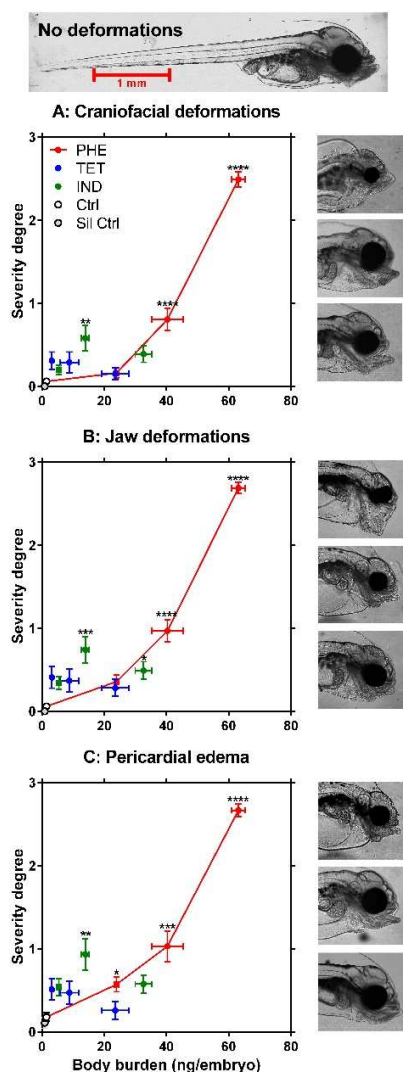 No deformations
1 mm
A: Craniofacial deformations
Severity degree
3
2
1
0
0 20 40 60 80
PHE
TET
IND
Ctrl
Sil Ctrl
**
****
****
B: Jaw deformations
Severity degree
3
2
1
0
0 20 40 60 80
***
*
****
****
C: Pericardial edema
Severity degree
3
2
1
0
0 20 40 60 80
**
*
***
****
Body burden (ng/embryo)